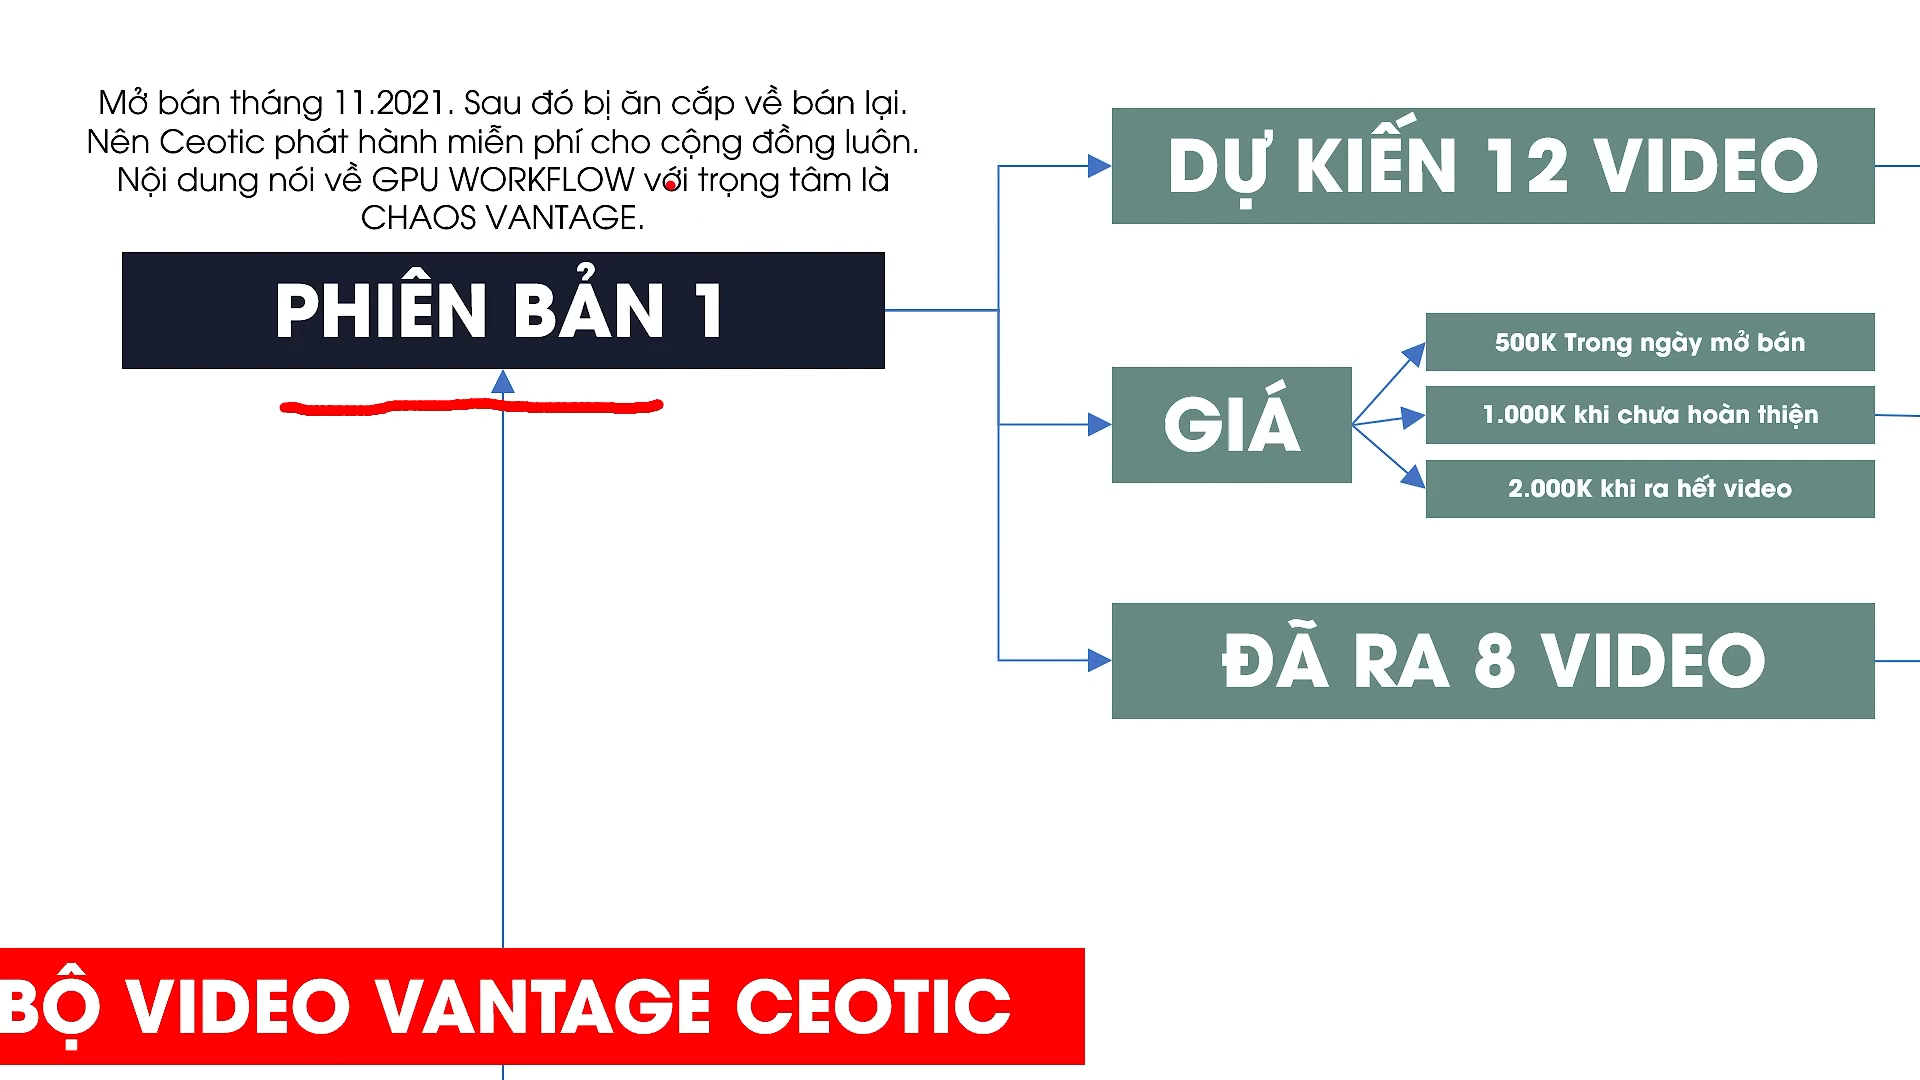 Mở bán tháng 11.2021. Sau đó bị ăn cắp về bán lại.
Nên Ceotic phát hành miễn phí cho cộng đồng luôn.
Nội dung nói về GPU WORKFLOW với trọng tâm là
CHAOS VANTAGE.
PHIÊN BẢN 1
DỰ KIẾN 12 VIDEO
GIÁ
500K Trong ngày mở bán
1.000K khi chưa hoàn thiện
2.000K khi ra hết video
ĐÃ RA 8 VIDEO
BỘ VIDEO VANTAGE CEOTIC